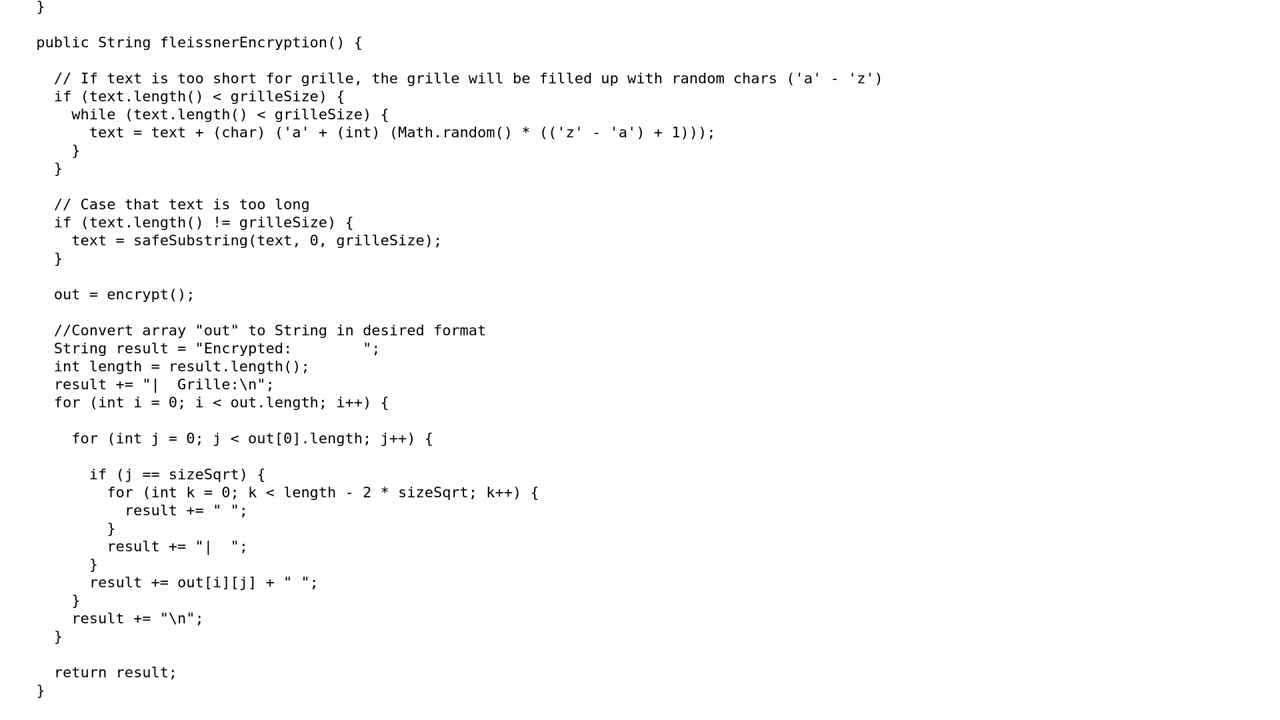 }
public String fleissnerEncryption() {
// If text is too short for grille, the grille will be filled up with random chars ('a' - 'z')
if (text.length() < grilleSize) {
while (text.length() < grilleSize) {
text = text + (char) ('a' + (int) (Math.random() * (('z' - 'a') + 1)));
}
}
// Case that text is too long
if (text.length() != grilleSize) {
text = safeSubstring(text, 0, grilleSize);
}
out = encrypt();
//Convert array "out" to String in desired format
String result = "Encrypted:        ";
int length = result.length();
result += "|  Grille:\n";
for (int i = 0; i < out.length; i++) {
for (int j = 0; j < out[0].length; j++) {
if (j == sizeSqrt) {
for (int k = 0; k < length - 2 * sizeSqrt; k++) {
result += " ";
}
result += "|  ";
}
result += out[i][j] + " ";
}
result += "\n";
}
return result;
}